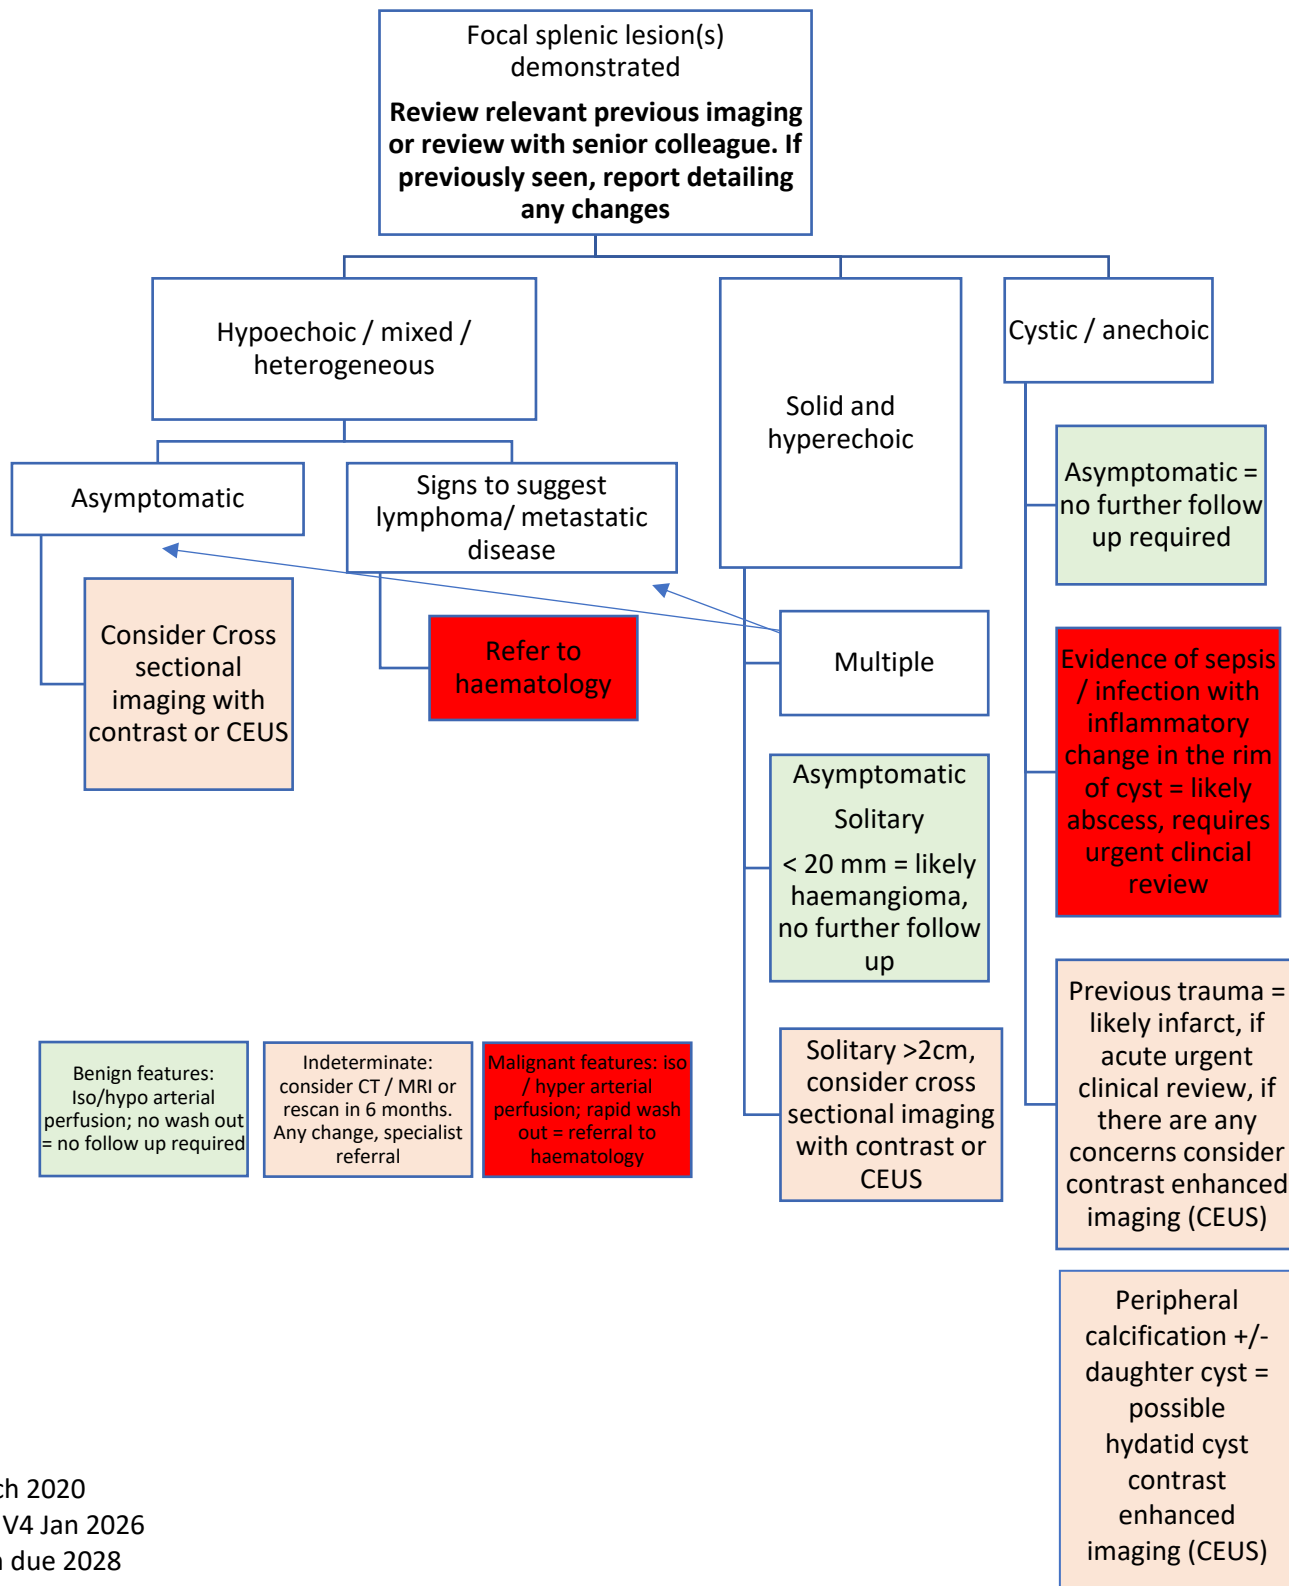 Focal splenic lesion(s)
demonstrated
Review relevant previous imaging
or review with senior colleague. If
previously seen, report detailing
any changes
Hypoechoic / mixed /
heterogeneous
Solid and
hyperechoic
Cystic / anechoic
Asymptomatic
Signs to suggest
lymphoma/ metastatic
disease
Consider Cross
sectional
imaging with
contrast or CEUS
Refer to
haematology
Multiple
Asymptomatic
Solitary
< 20 mm = likely
haemangioma,
no further follow
up
Solitary >2cm,
consider cross
sectional imaging
with contrast or
CEUS
Asymptomatic =
no further follow
up required
Evidence of sepsis
/ infection with
inflammatory
change in the rim
of cyst = likely
abscess, requires
urgent clincial
review
Previous trauma =
likely infarct, if
acute urgent
clinical review, if
there are any
concerns consider
contrast enhanced
imaging (CEUS)
Peripheral
calcification +/-
daughter cyst =
possible
hydatid cyst
contrast
enhanced
imaging (CEUS)
Benign features:
Iso/hypo arterial
perfusion; no wash out
= no follow up required
Indeterminate:
consider CT / MRI or
rescan in 6 months.
Any change, specialist
referral
Malignant features: iso
/ hyper arterial
perfusion; rapid wash
out = referral to
haematology
ch 2020
V4 Jan 2026
due 2028